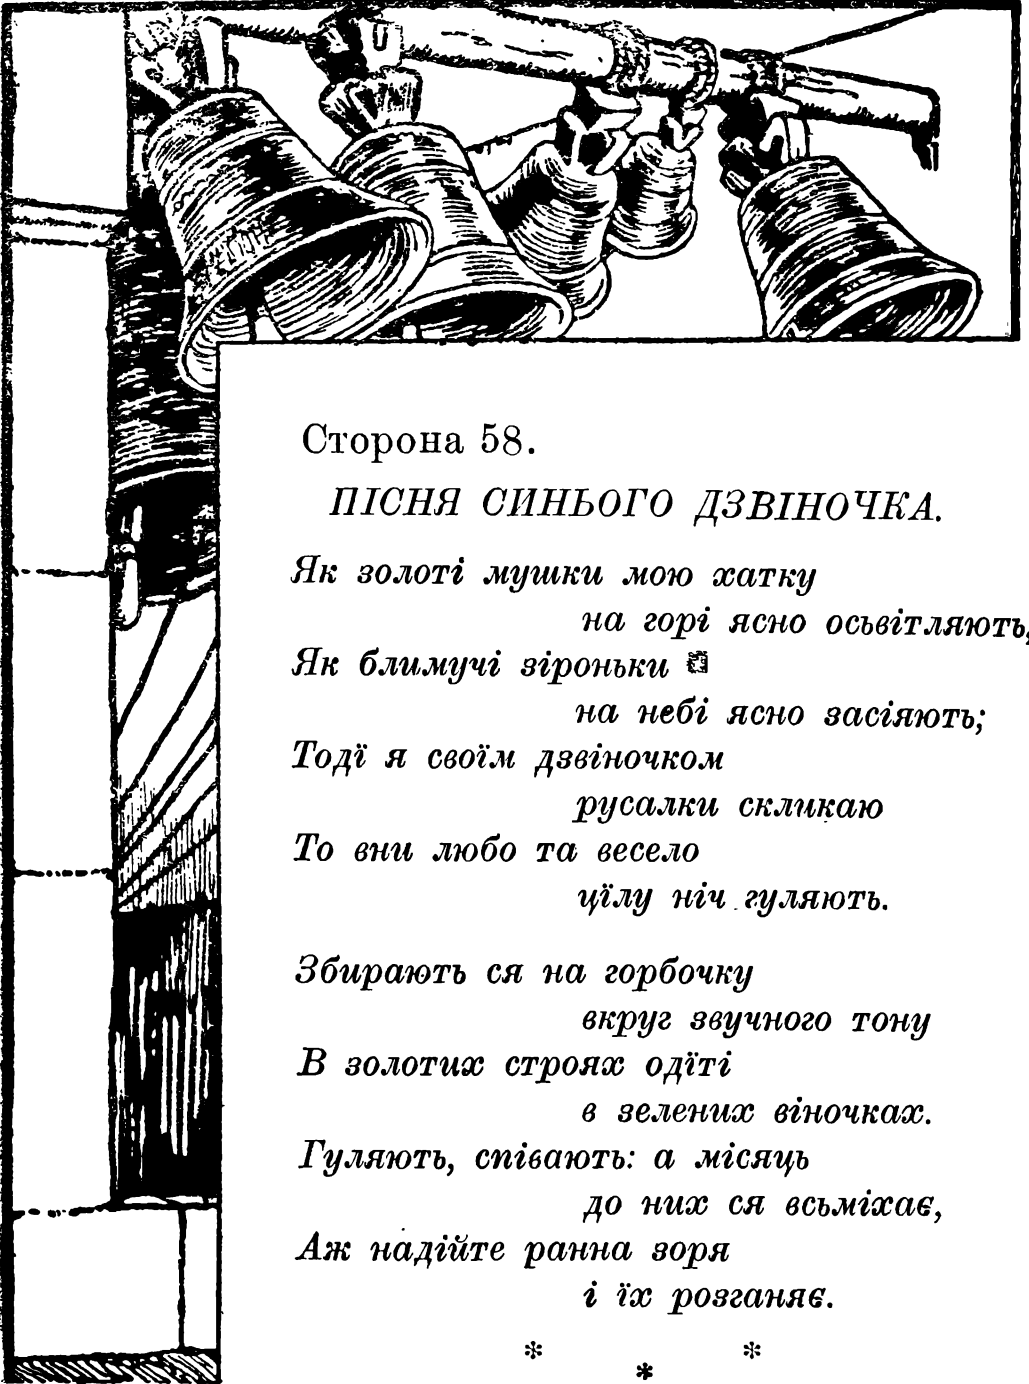 Сторона 58.
ПІСНЯ СИНЬОГО ДЗВІНОЧКА.
Як золоті мушки мою хатку
на горі ясно осьвітляють,
Як блимучі зіроньки
на небі ясно засіяють;
Тодї я своїм дзвіночком
русалки скликаю
То вни любо та весело
цїлу ніч гуляють.
Збирають ся на горбочку
вкруг звучного тону
В золотих строях одїті
в зелених віночках.
Гуляють, співають: а місяць
до них ся всьміхає,
Аж надійте ранна зоря
і їх розганяє.
* * *